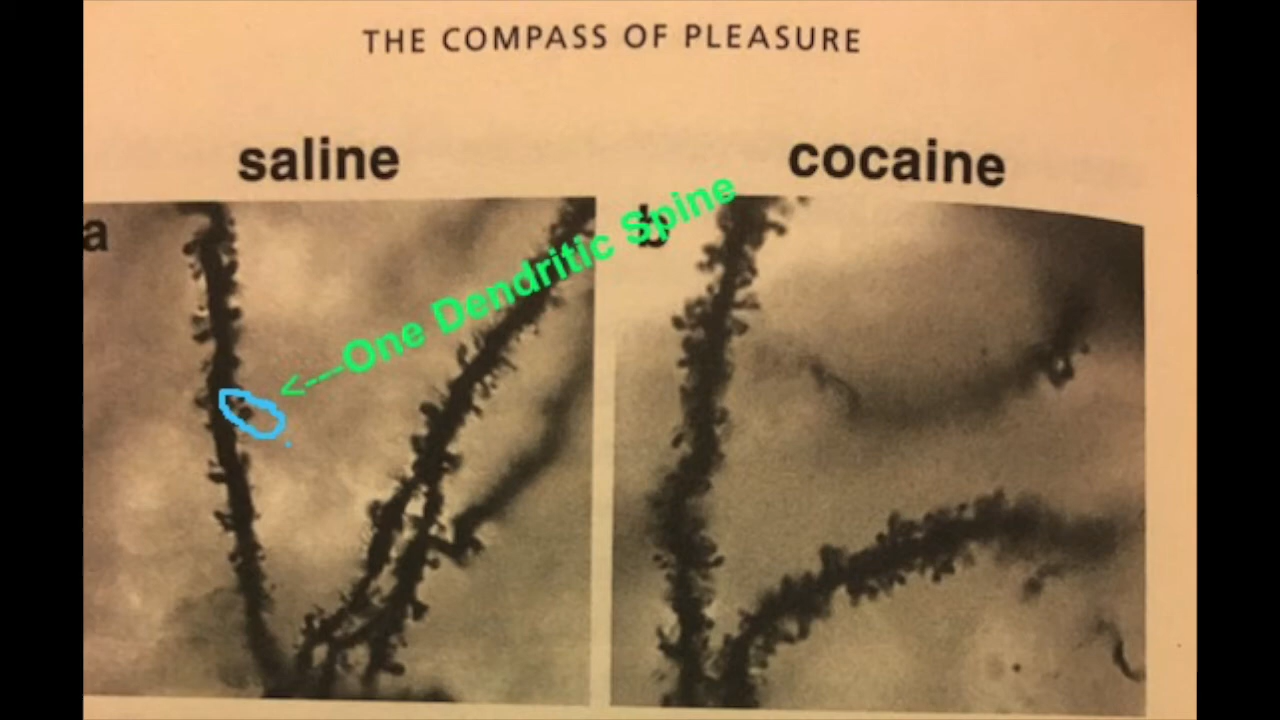 THE COMPASS OF PLEASURE
saline
cocaine
a
b
<---One Dendritic Spine